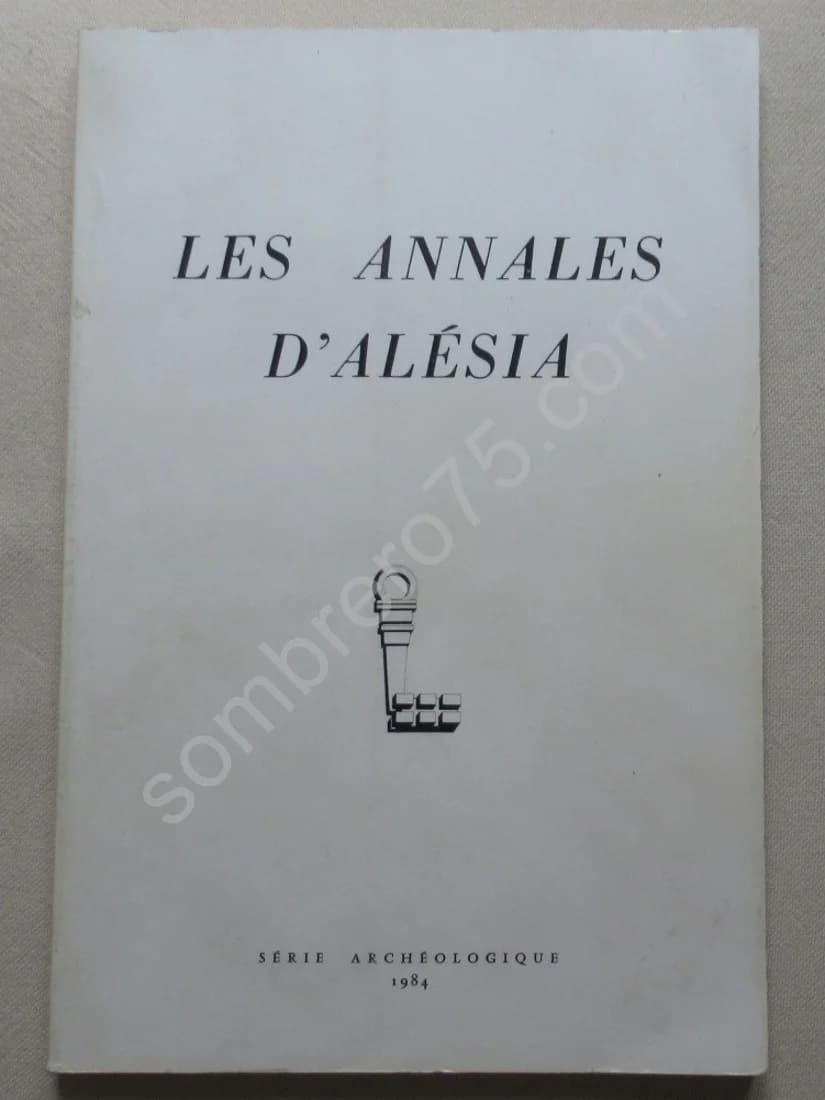 LES ANNALES
D'ALÉSIA
sombrero75.com
SÉRIE ARCHÉOLOGIQUE
1984